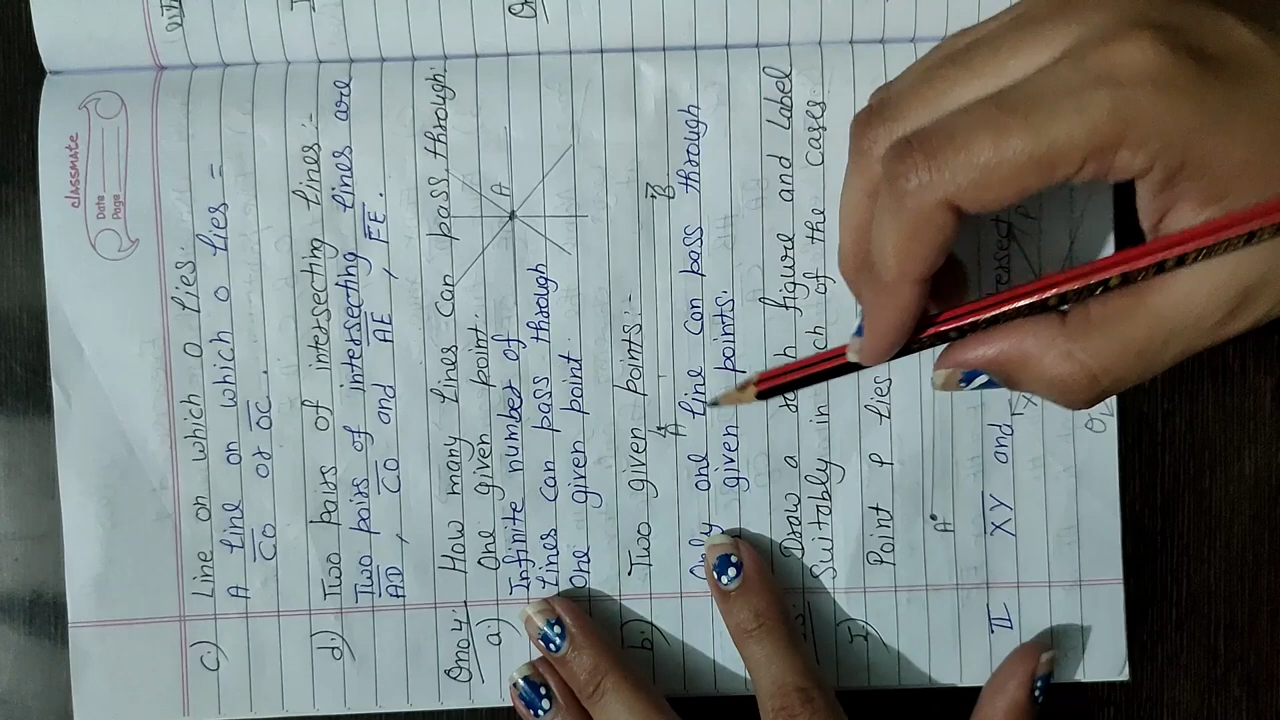 classmate
Date
Page
c) Line on which O lies.
A line on which O lies =
CO or OC.
d.) Two pairs of intersecting lines:-
Two pairs of intersecting lines are
AD, CO and AE, FE.
Qno4: How many lines can pass through:
a) One given point.
Infinite number of
A
lines can pass through
One given point.
b.) Two given points:-
A B
Only one line can pass through
given points.
Draw a figure and Label
Suitably in of the cases.
I) Point P lies
A
II XY and